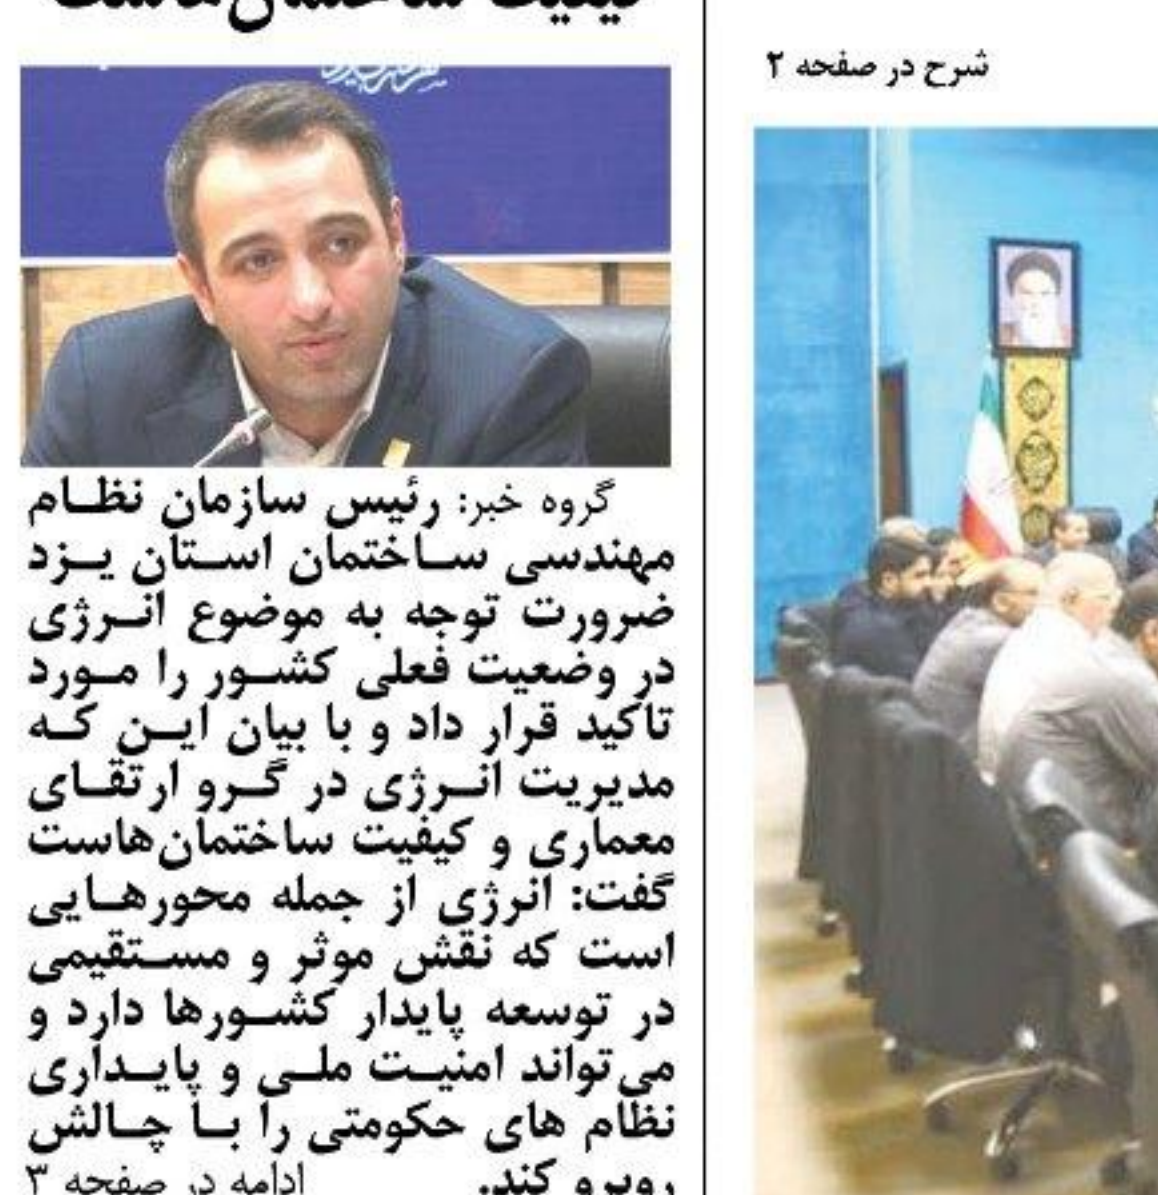 کیفیت ساختمان‌هاست
گروه خبر: رئیس سازمان نظام
مهندسی ساختمان استان یزد
ضرورت توجه به موضوع انرژی
در وضعیت فعلی کشور را مورد
تاکید قرار داد و با بیان این که
مدیریت انرژی در گرو ارتقای
معماری و کیفیت ساختمان‌هاست
گفت: انرژی از جمله محورهایی
است که نقش موثر و مستقیمی
در توسعه پایدار کشورها دارد و
می‌تواند امنیت ملی و پایداری
نظام های حکومتی را با چالش
روبرو کند. ادامه در صفحه ۳
شرح در صفحه ۲